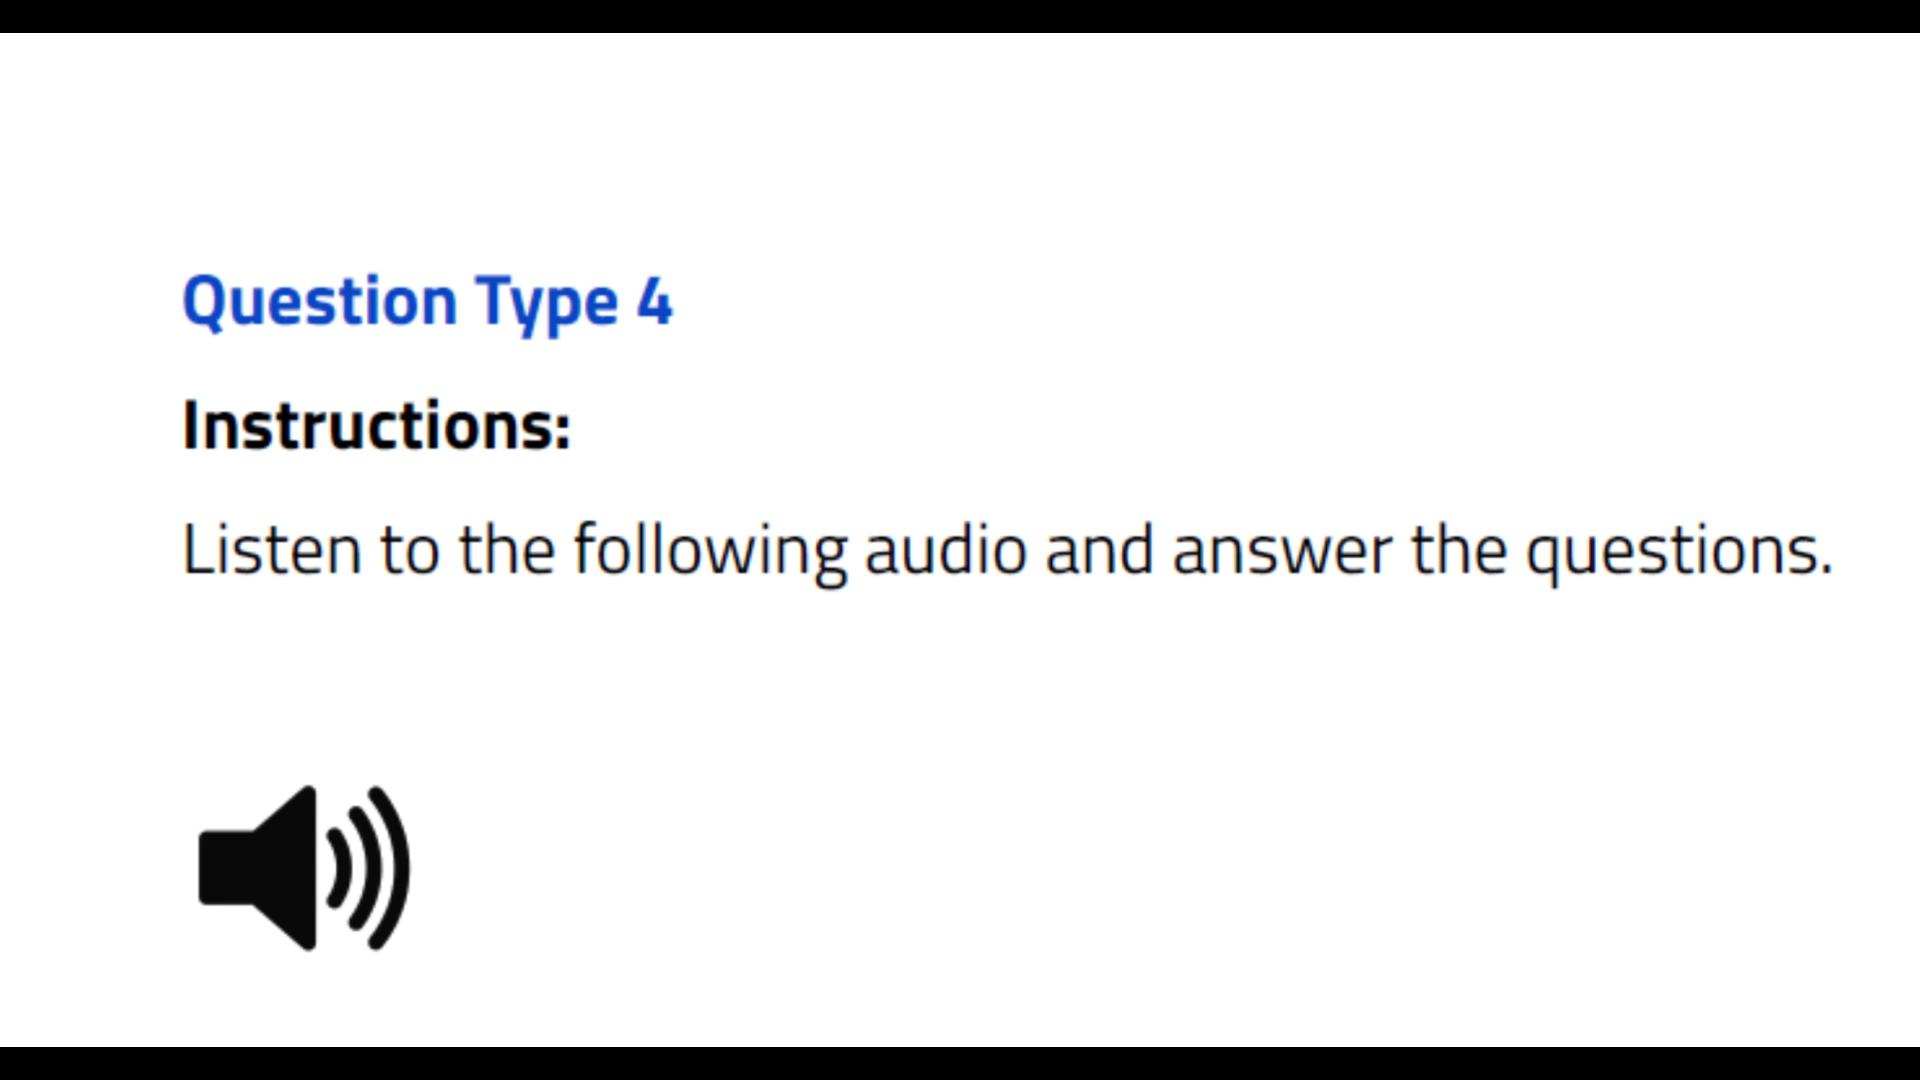 Question Type 4
Instructions:
Listen to the following audio and answer the questions.